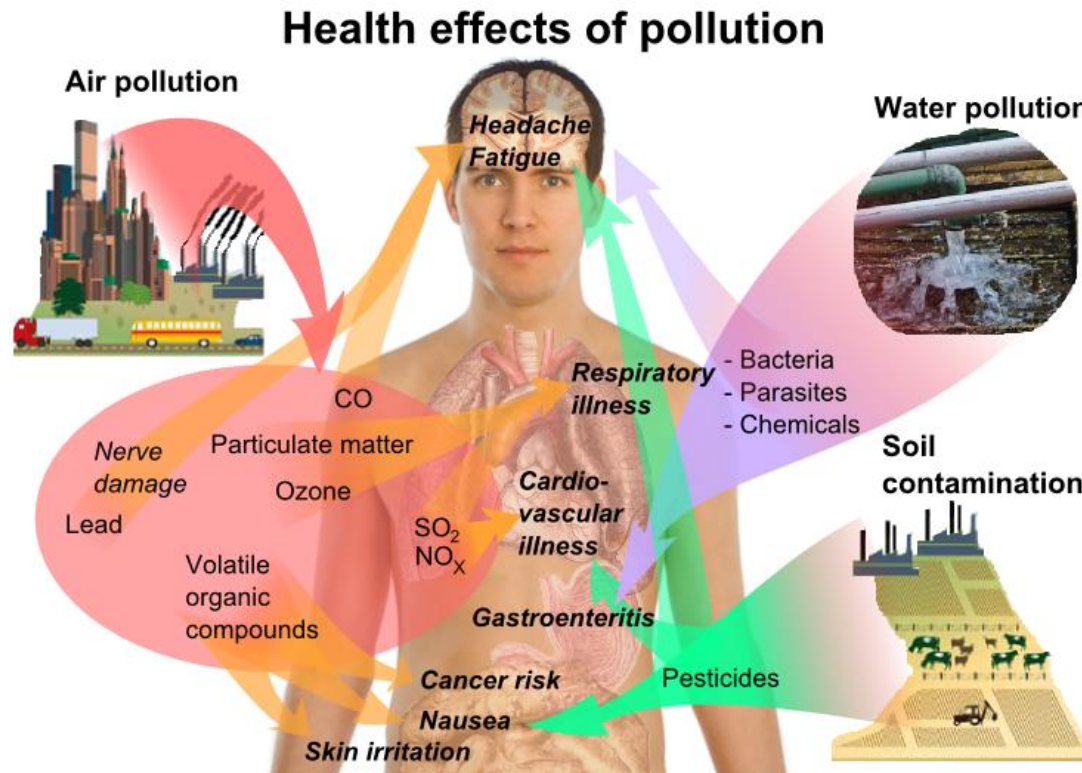 Health effects of pollution
Air pollution
Water pollution
Headache
Fatigue
- Bacteria
- Parasites
- Chemicals
Respiratory
illness
CO
Particulate matter
Nerve
damage
Ozone
Lead
Cardio-
vascular
illness
SO₂
NOₓ
Soil
contamination
Volatile
organic
compounds
Gastroenteritis
Pesticides
Cancer risk
Nausea
Skin irritation